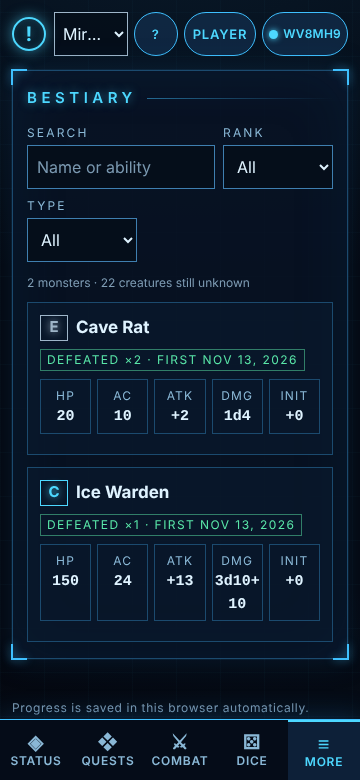 ! Mir... ? PLAYER WV8MH9
BESTIARY
SEARCH RANK
Name or ability All
TYPE
All
2 monsters · 22 creatures still unknown
E Cave Rat
DEFEATED ×2 · FIRST NOV 13, 2026
HP AC ATK DMG INIT
20 10 +2 1d4 +0
C Ice Warden
DEFEATED ×1 · FIRST NOV 13, 2026
HP AC ATK DMG INIT
150 24 +13 3d10+ +0
10
Progress is saved in this browser automatically.
STATUS QUESTS COMBAT DICE MORE